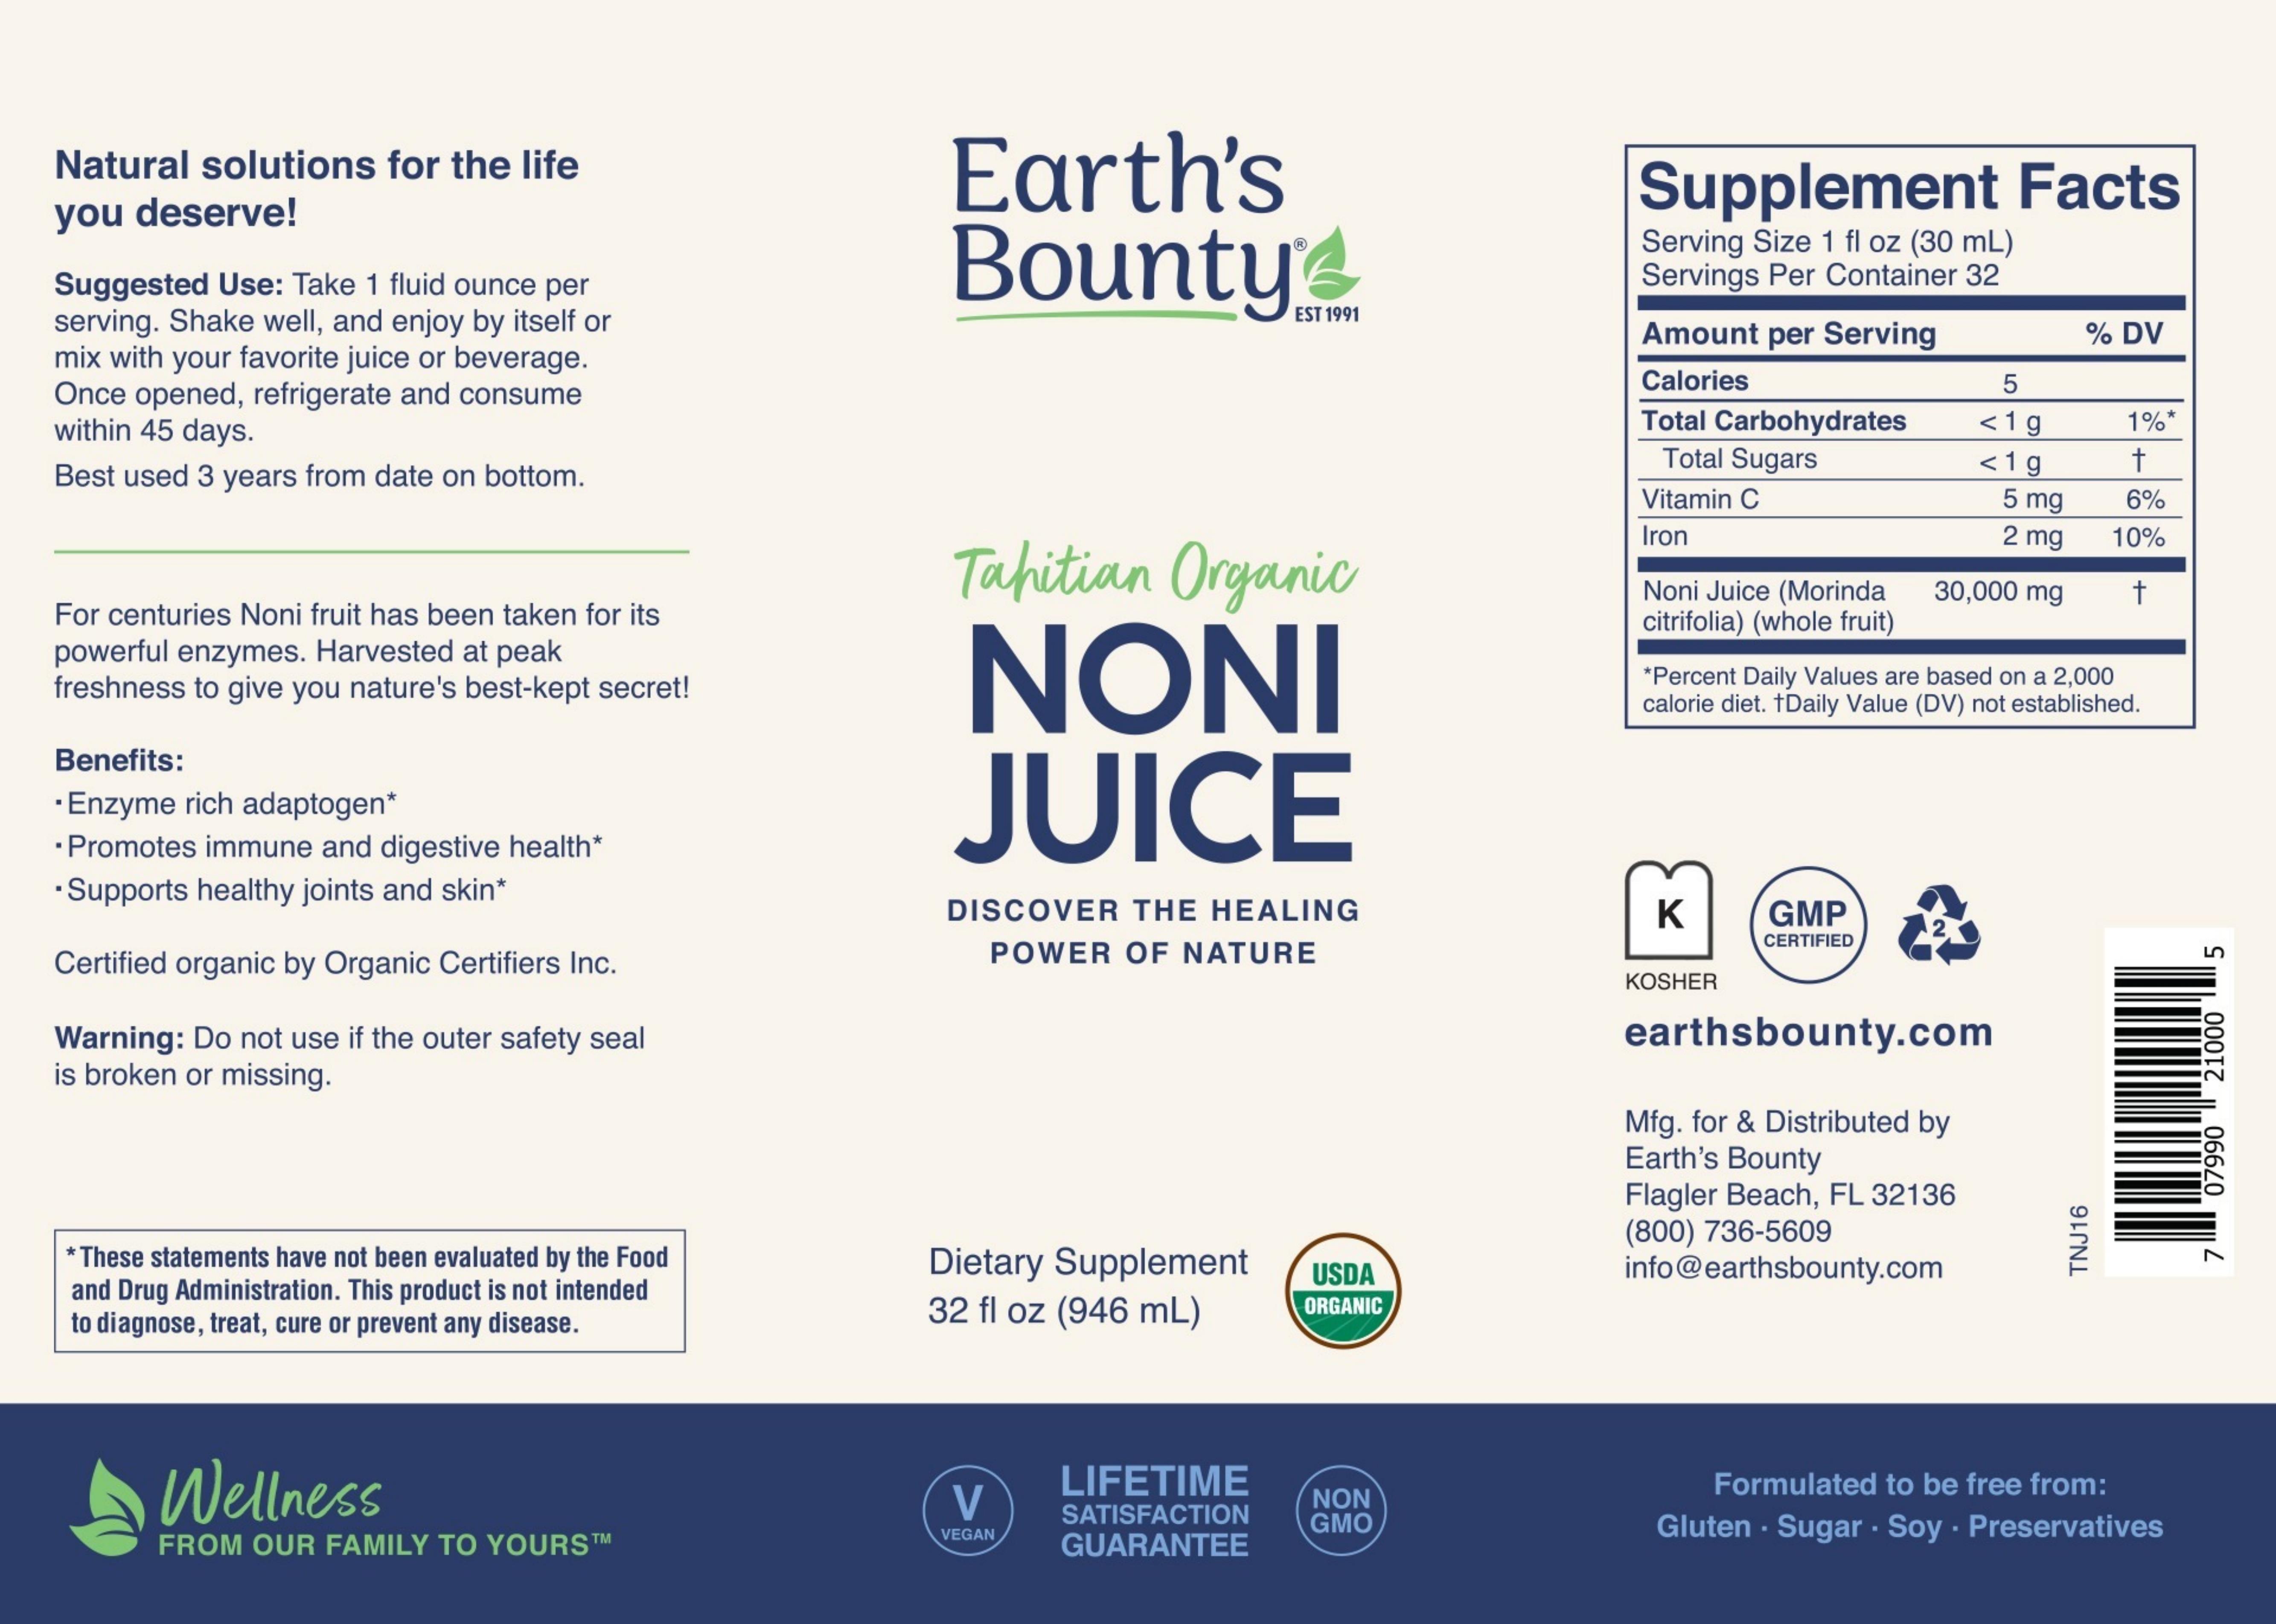 Natural solutions for the life
you deserve!
Suggested Use: Take 1 fluid ounce per
serving. Shake well, and enjoy by itself or
mix with your favorite juice or beverage.
Once opened, refrigerate and consume
within 45 days.
Best used 3 years from date on bottom.
For centuries Noni fruit has been taken for its
powerful enzymes. Harvested at peak
freshness to give you nature's best-kept secret!
Benefits:
· Enzyme rich adaptogen*
· Promotes immune and digestive health*
· Supports healthy joints and skin*
Certified organic by Organic Certifiers Inc.
Warning: Do not use if the outer safety seal
is broken or missing.
*These statements have not been evaluated by the Food
and Drug Administration. This product is not intended
to diagnose, treat, cure or prevent any disease.
Wellness
FROM OUR FAMILY TO YOURS™
Earth's
Bounty®
EST 1991
Tahitian Organic
NONI
JUICE
DISCOVER THE HEALING
POWER OF NATURE
Dietary Supplement
32 fl oz (946 mL)
USDA
ORGANIC
V
VEGAN
LIFETIME
SATISFACTION
GUARANTEE
NON
GMO
Supplement Facts
Serving Size 1 fl oz (30 mL)
Servings Per Container 32
Amount per Serving % DV
Calories 5
Total Carbohydrates < 1 g 1%*
Total Sugars < 1 g †
Vitamin C 5 mg 6%
Iron 2 mg 10%
Noni Juice (Morinda 30,000 mg †
citrifolia) (whole fruit)
*Percent Daily Values are based on a 2,000
calorie diet. †Daily Value (DV) not established.
K
KOSHER
GMP
CERTIFIED
2
earthsbounty.com
Mfg. for & Distributed by
Earth's Bounty
Flagler Beach, FL 32136
(800) 736-5609
info@earthsbounty.com
TNJ16
7 07990 21000 5
Formulated to be free from:
Gluten · Sugar · Soy · Preservatives